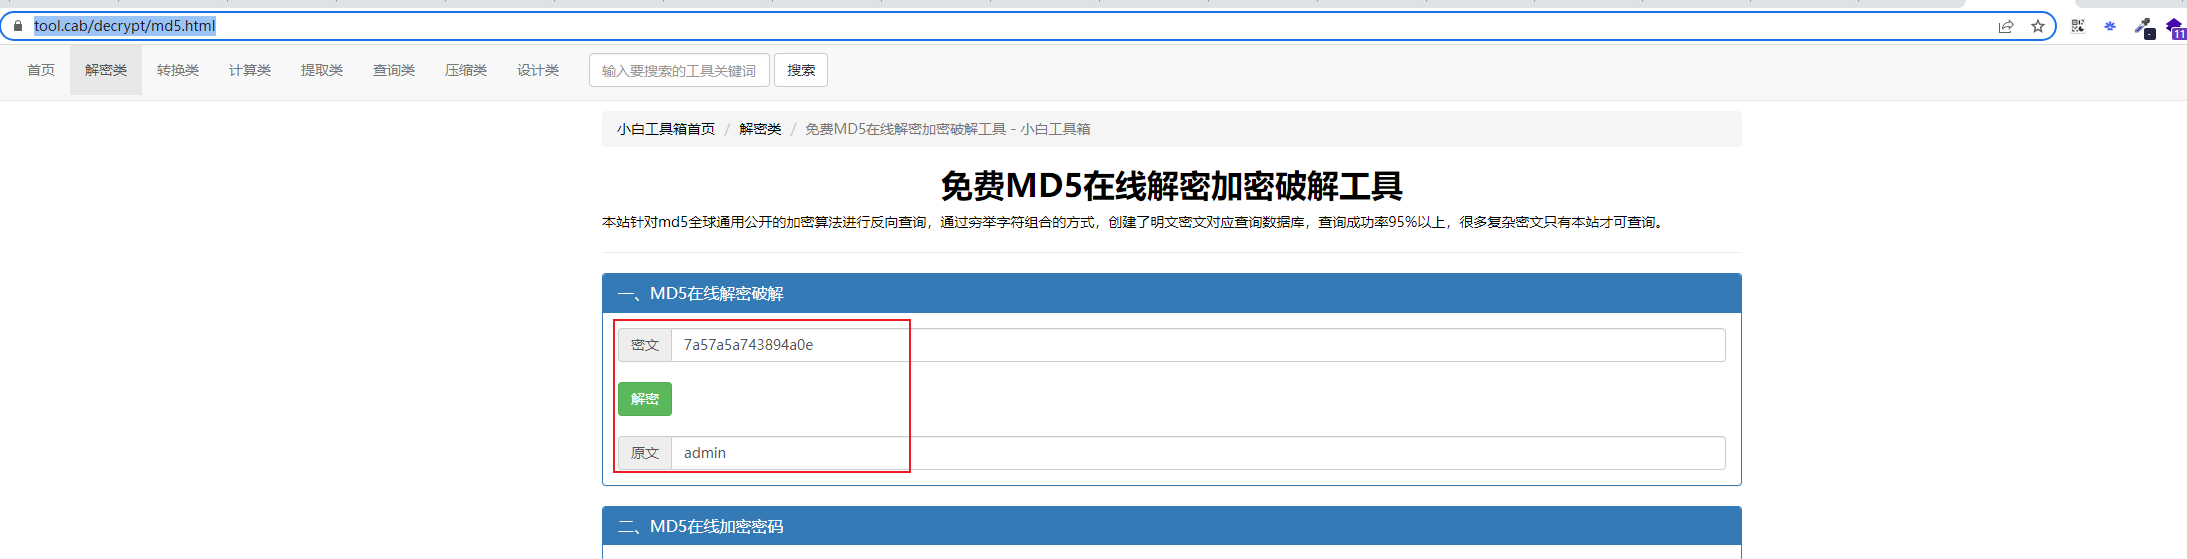 tool.cab/decrypt/md5.html
11
首页 解密类 转换类 计算类 提取类 查询类 压缩类 设计类 输入要搜索的工具关键词 搜索
小白工具箱首页 / 解密类 / 免费MD5在线解密加密破解工具 - 小白工具箱
免费MD5在线解密加密破解工具
本站针对md5全球通用公开的加密算法进行反向查询，通过穷举字符组合的方式，创建了明文密文对应查询数据库，查询成功率95%以上，很多复杂密文只有本站才可查询。
一、MD5在线解密破解
密文 7a57a5a743894a0e
解密
原文 admin
二、MD5在线加密密码